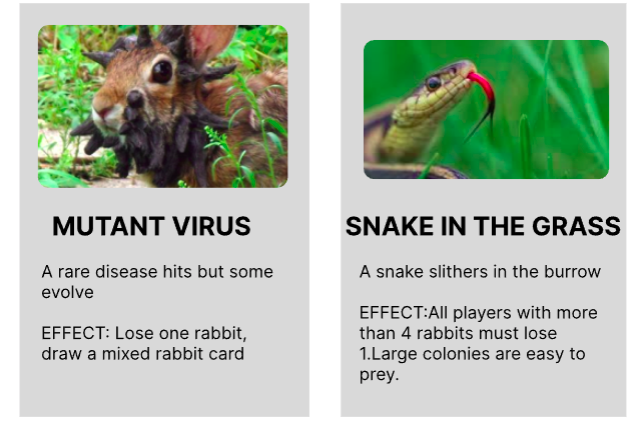 MUTANT VIRUS
A rare disease hits but some
evolve
EFFECT: Lose one rabbit,
draw a mixed rabbit card
SNAKE IN THE GRASS
A snake slithers in the burrow
EFFECT:All players with more
than 4 rabbits must lose
1.Large colonies are easy to
prey.